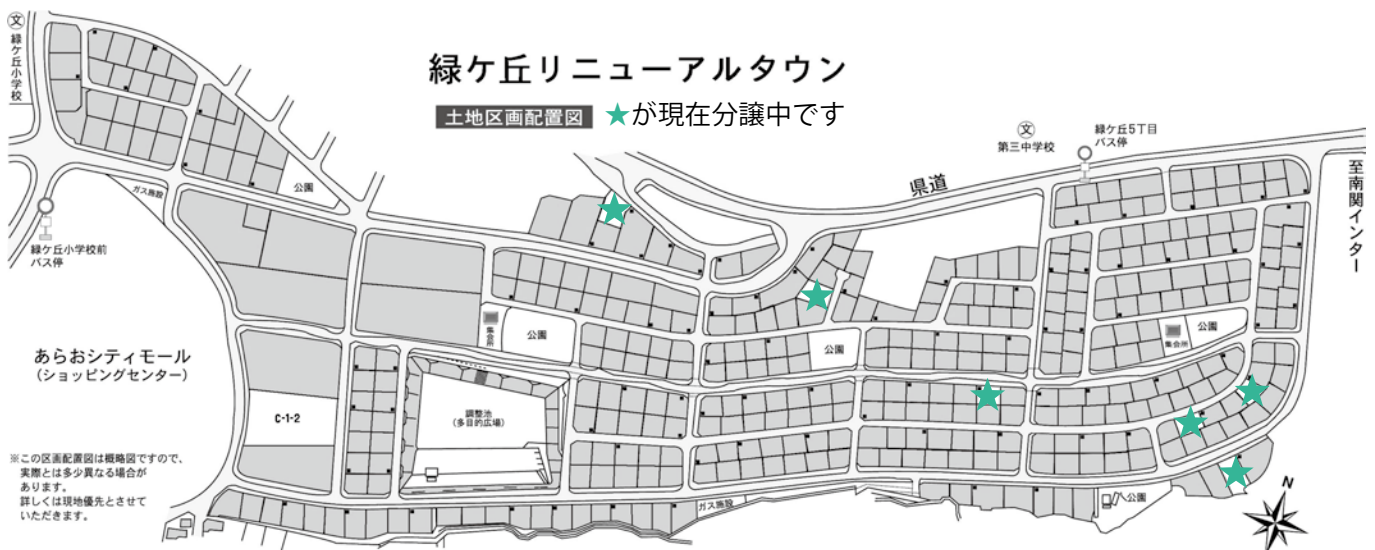 緑ケ丘リニューアルタウン
土地区画配置図 ★が現在分譲中です
文
緑ケ丘小学校
文
第三中学校
緑ケ丘5丁目
バス停
県道
至南関インター
公園
ガス施設
緑ケ丘小学校前
バス停
集会所
公園
公園
集会所
公園
あらおシティモール
（ショッピングセンター）
C-1-2
調整池
（多目的広場）
※この区画配置図は概略図ですので、
実際とは多少異なる場合が
あります。
詳しくは現地優先とさせて
いただきます。
ガス施設
公園
N